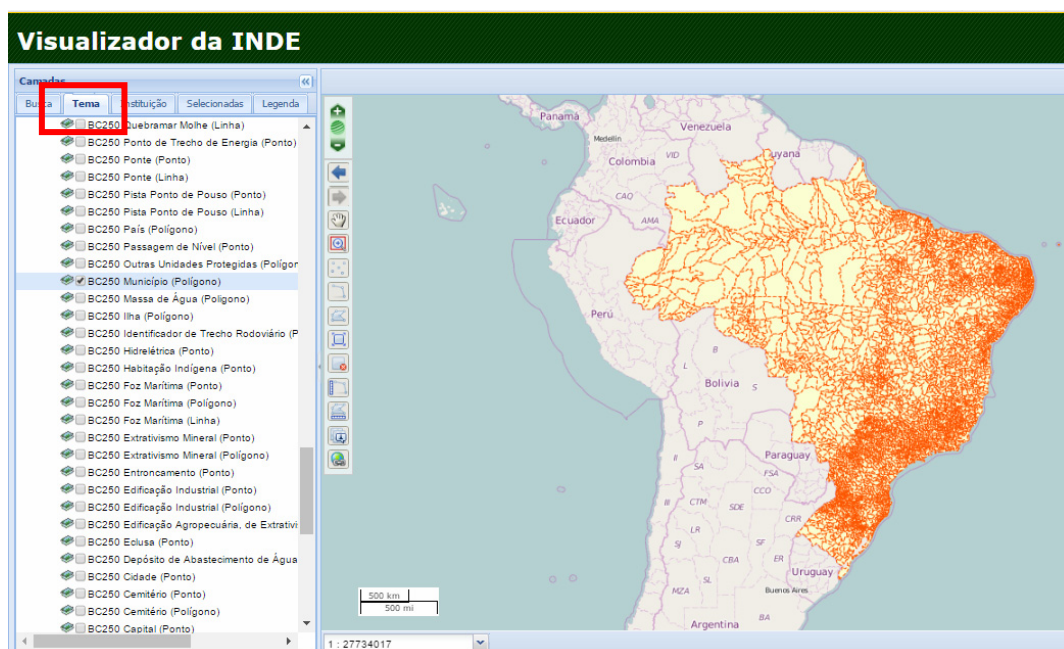 Visualizador da INDE
Camadas
Busca Tema Instituição Selecionadas Legenda
BC250 Quebramar Molhe (Linha)
BC250 Ponto de Trecho de Energia (Ponto)
BC250 Ponte (Ponto)
BC250 Ponte (Linha)
BC250 Pista Ponto de Pouso (Ponto)
BC250 Pista Ponto de Pouso (Linha)
BC250 País (Polígono)
BC250 Passagem de Nível (Ponto)
BC250 Outras Unidades Protegidas (Polígor
BC250 Município (Polígono)
BC250 Massa de Água (Poligono)
BC250 Ilha (Polígono)
BC250 Identificador de Trecho Rodoviário (P
BC250 Hidrelétrica (Ponto)
BC250 Habitação Indígena (Ponto)
BC250 Foz Marítima (Ponto)
BC250 Foz Marítima (Polígono)
BC250 Foz Marítima (Linha)
BC250 Extrativismo Mineral (Ponto)
BC250 Extrativismo Mineral (Polígono)
BC250 Entroncamento (Ponto)
BC250 Edificação Industrial (Ponto)
BC250 Edificação Industrial (Polígono)
BC250 Edificação Agropecuária, de Extrativi
BC250 Eclusa (Ponto)
BC250 Depósito de Abastecimento de Água
BC250 Cidade (Ponto)
BC250 Cemitério (Ponto)
BC250 Cemitério (Polígono)
BC250 Capital (Ponto)
Panamá
Venezuela
Medellín
Colombia
VID
uyana
CAQ
Ecuador
AMA
Perú
B
L
Bolivia
S
P
Paraguay
II
SA
FSA
CCO
III
CTM
SDE
CRR
LR
SJ
SF
CBA
ER
Uruguay
SL
MZA
Buenos Aires
BA
Argentina
500 km
500 mi
1 : 27734017